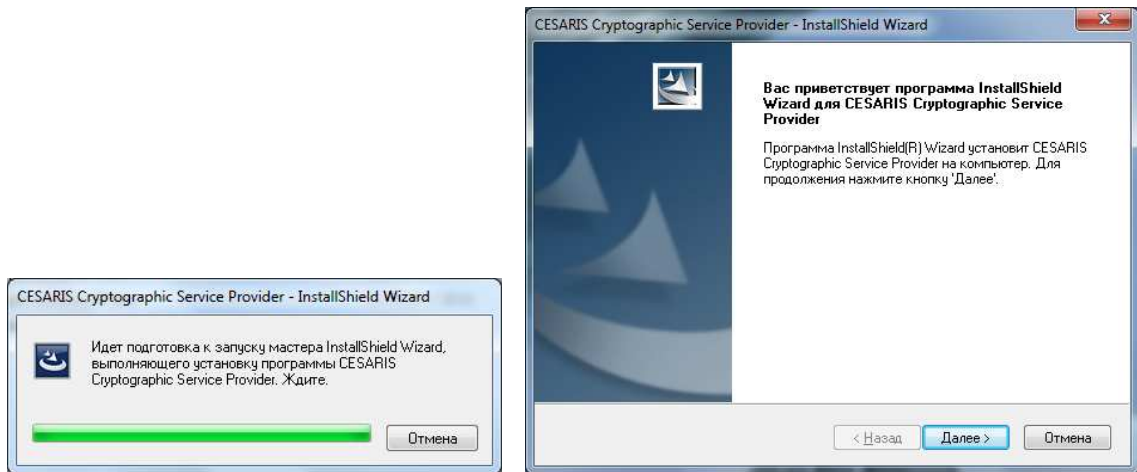 CESARIS Cryptographic Service Provider - InstallShield Wizard
Идет подготовка к запуску мастера InstallShield Wizard,
выполняющего установку программы CESARIS
Cryptographic Service Provider. Ждите.
Отмена
CESARIS Cryptographic Service Provider - InstallShield Wizard
Вас приветствует программа InstallShield
Wizard для CESARIS Cryptographic Service
Provider
Программа InstallShield(R) Wizard установит CESARIS
Cryptographic Service Provider на компьютер. Для
продолжения нажмите кнопку 'Далее'.
< Назад Далее > Отмена